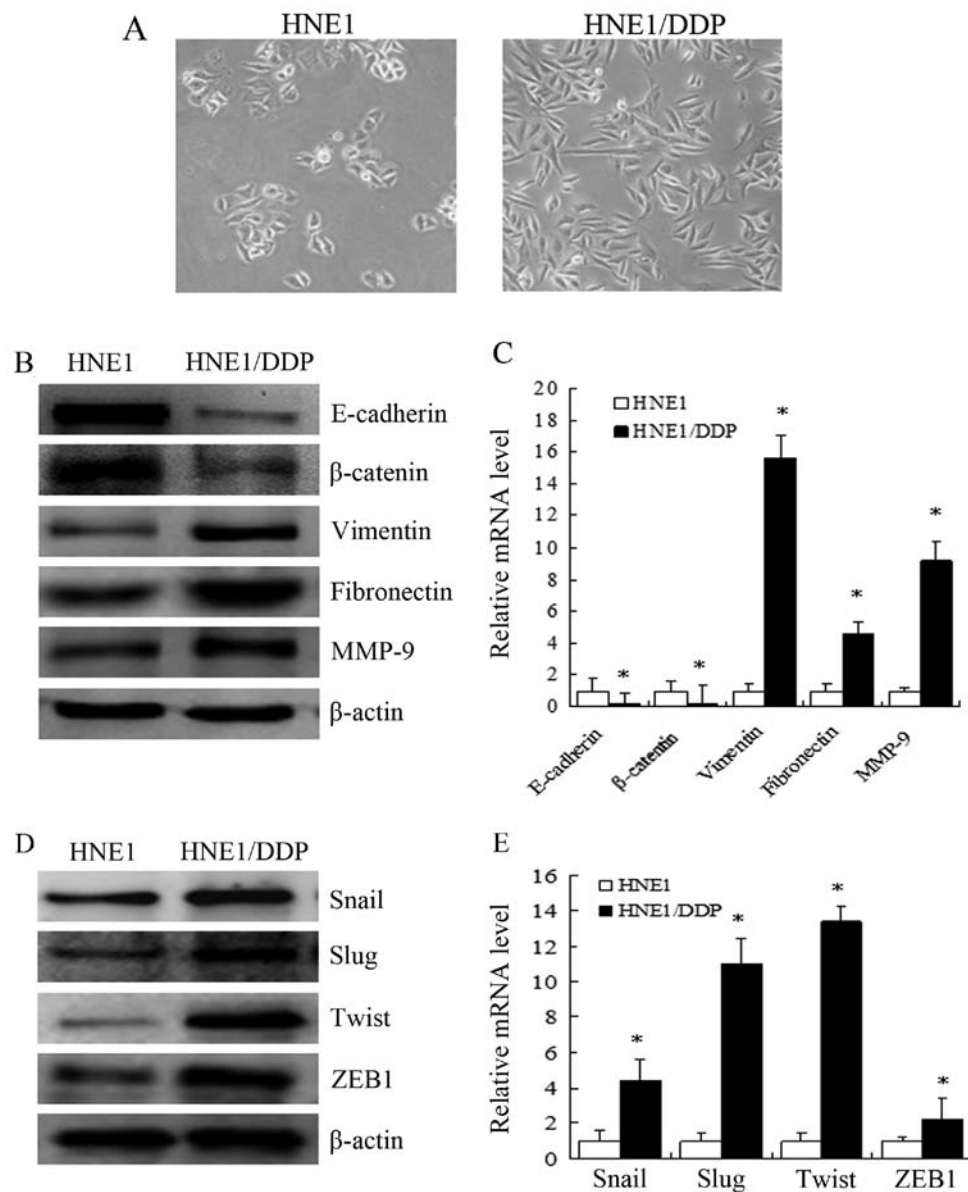 A
HNE1
HNE1/DDP
B
HNE1
HNE1/DDP
E-cadherin
β-catenin
Vimentin
Fibronectin
MMP-9
β-actin
C
Relative mRNA level
20
18
16
14
12
10
8
6
4
2
0
HNE1
HNE1/DDP
*
*
*
*
*
E-cadherin
β-catenin
Vimentin
Fibronectin
MMP-9
D
HNE1
HNE1/DDP
Snail
Slug
Twist
ZEB1
β-actin
E
Relative mRNA level
16
14
12
10
8
6
4
2
0
HNE1
HNE1/DDP
*
*
*
*
Snail
Slug
Twist
ZEB1